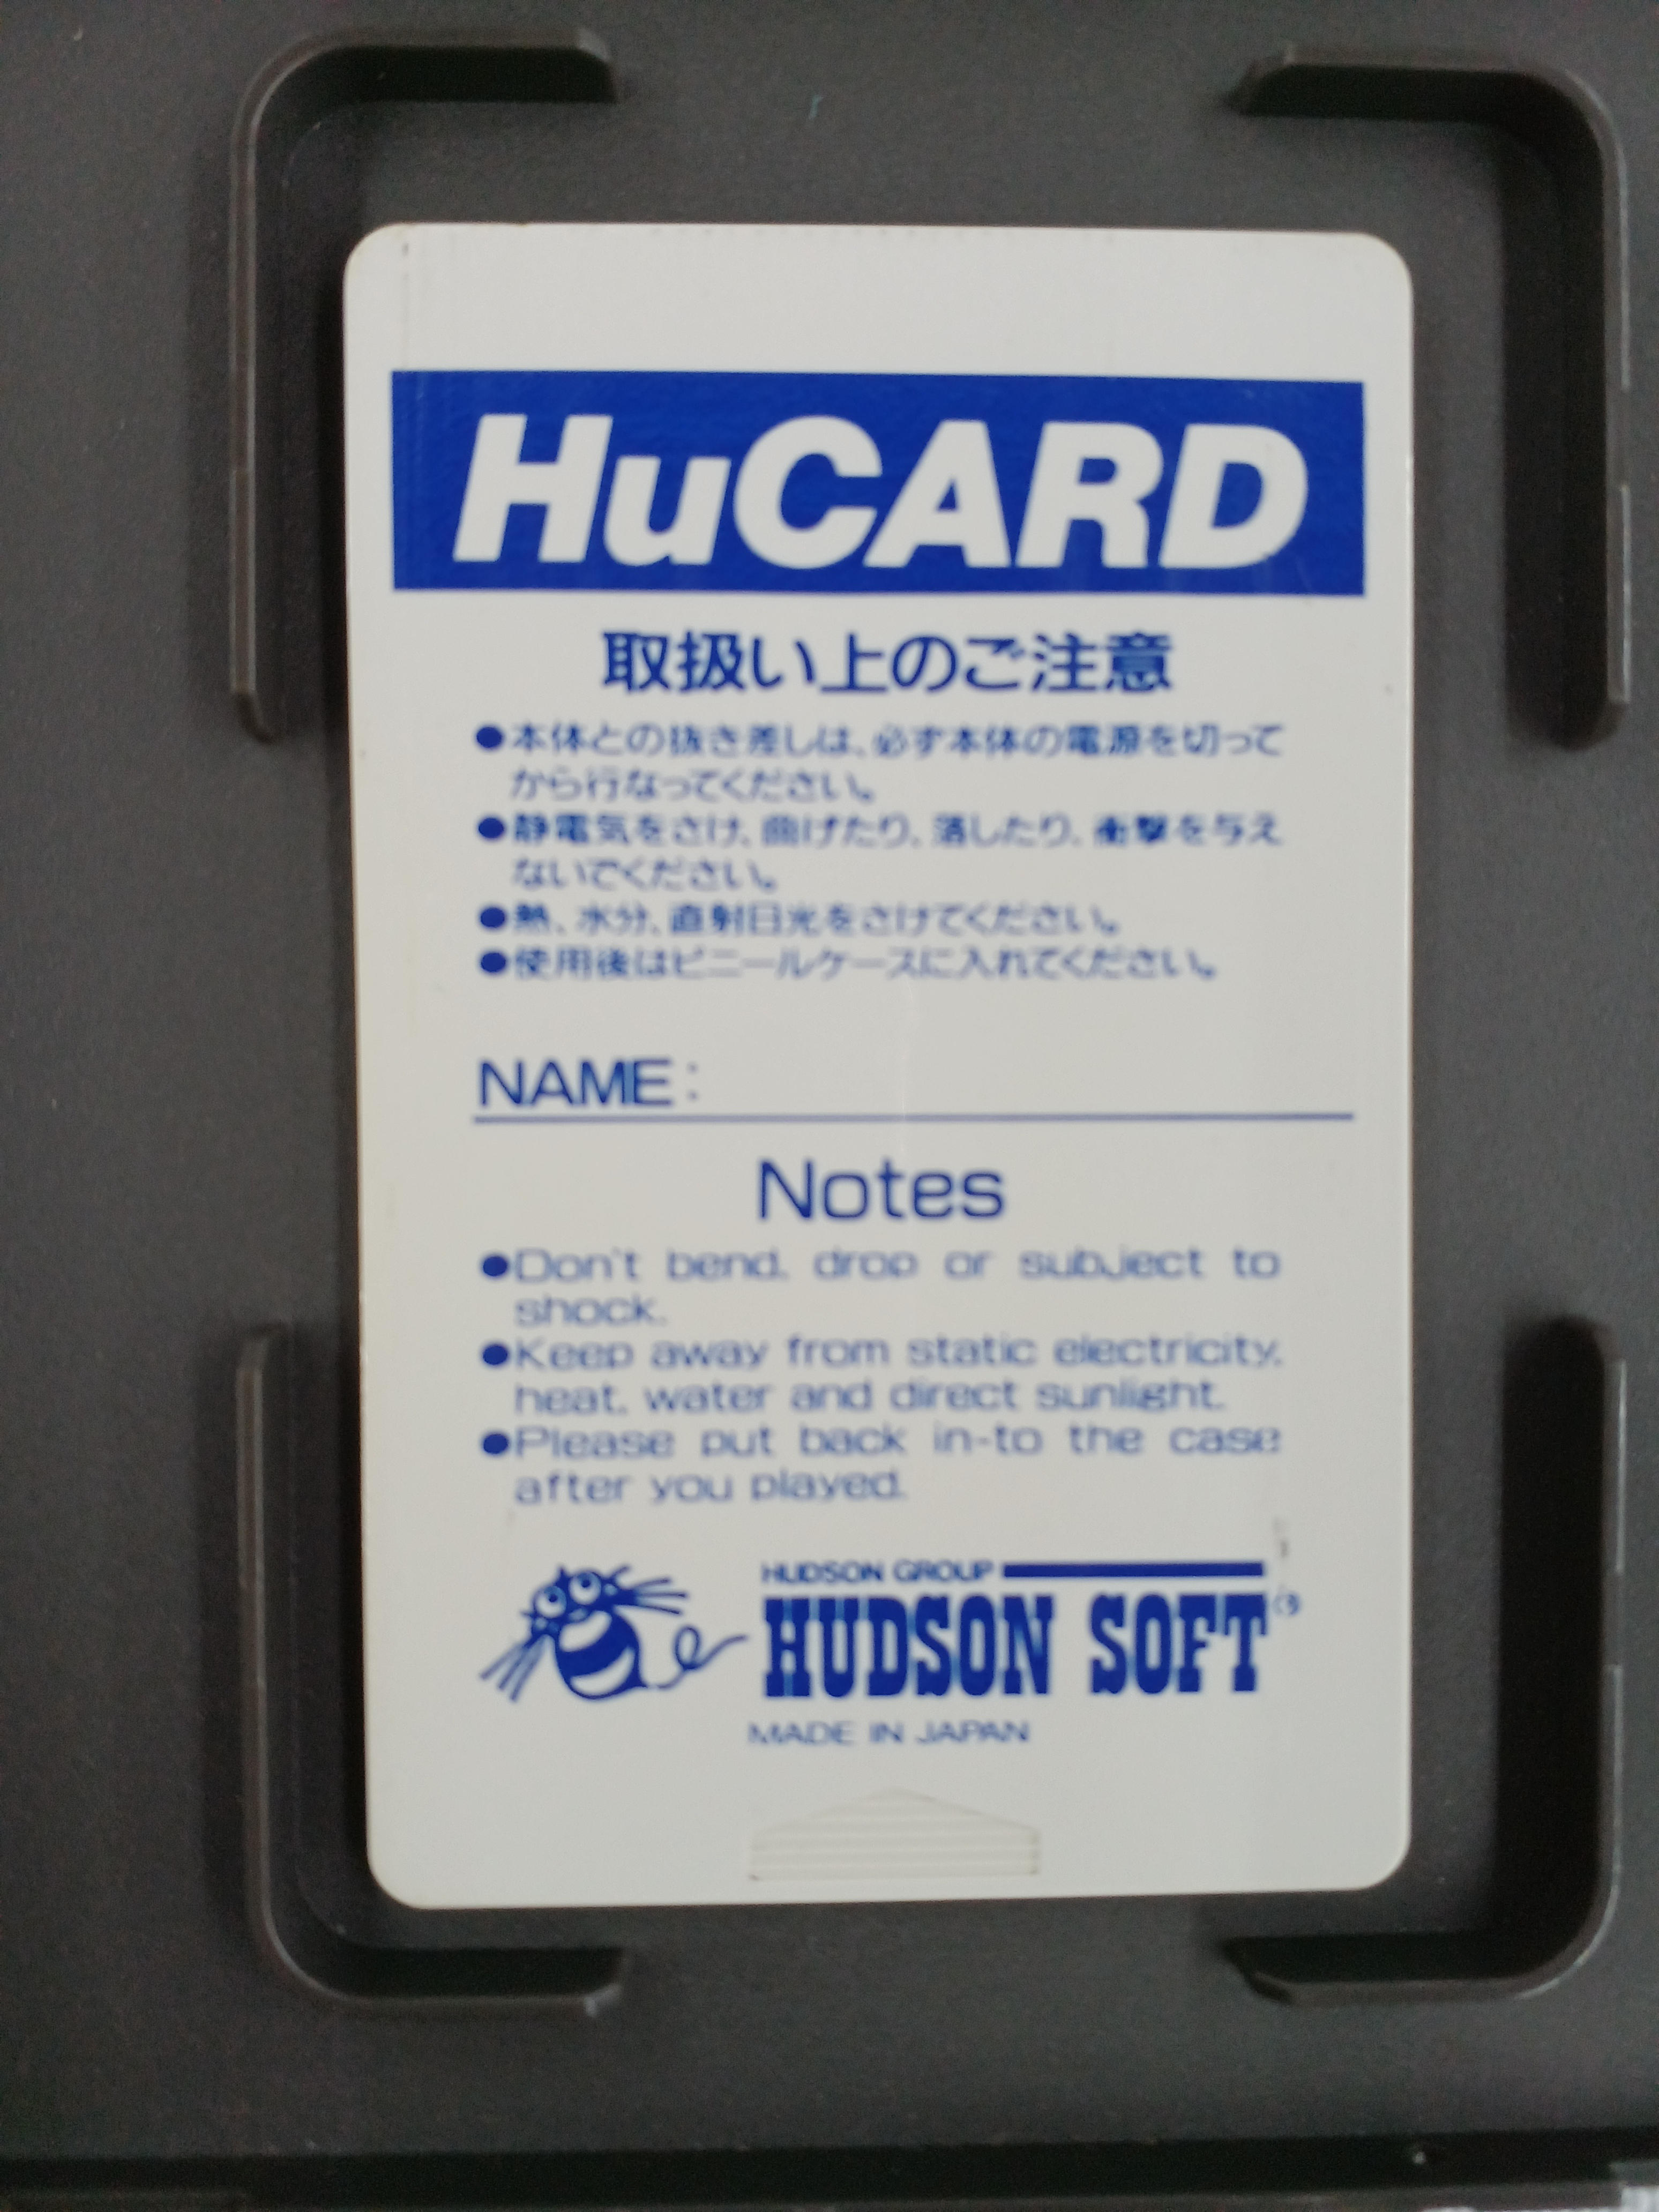 HuCARD
取扱い上のご注意
●本体との抜き差しは、必ず本体の電源を切って
から行なってください。
●静電気をさけ、曲げたり、落したり、衝撃を与え
ないでください。
●熱、水分、直射日光をさけてください。
●使用後はビニールケースに入れてください。
NAME:
Notes
●Don't bend, drop or subject to
shock.
●Keep away from static electricity,
heat, water and direct sunlight.
●Please put back in-to the case
after you played.
HUDSON GROUP
HUDSON SOFT®
MADE IN JAPAN